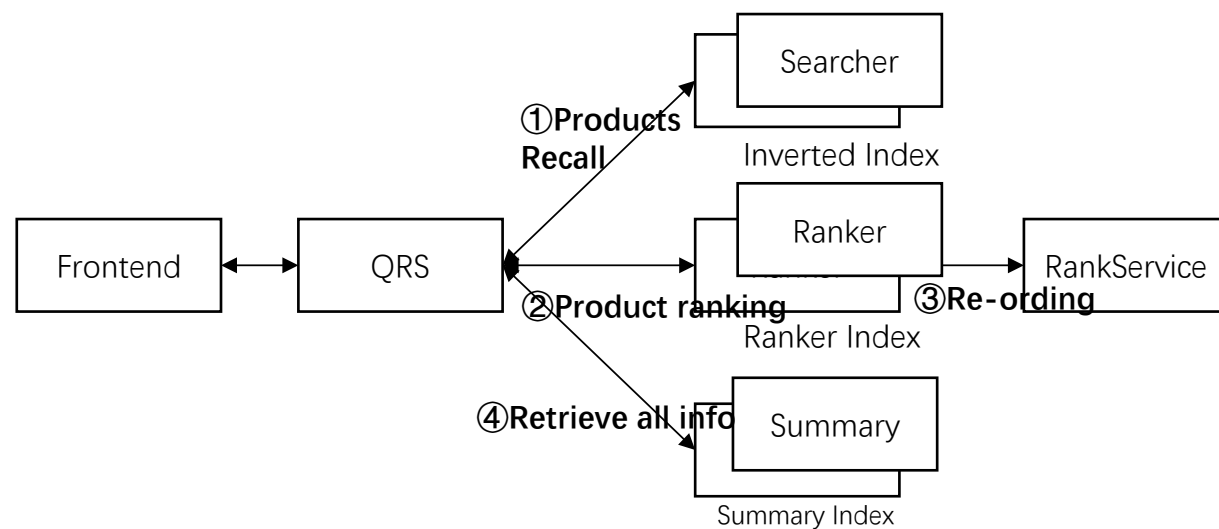 Searcher
①Products
Recall
Inverted Index
Frontend
QRS
Ranker
RankService
②Product ranking
③Re-ording
Ranker Index
④Retrieve all info
Summary
Summary Index